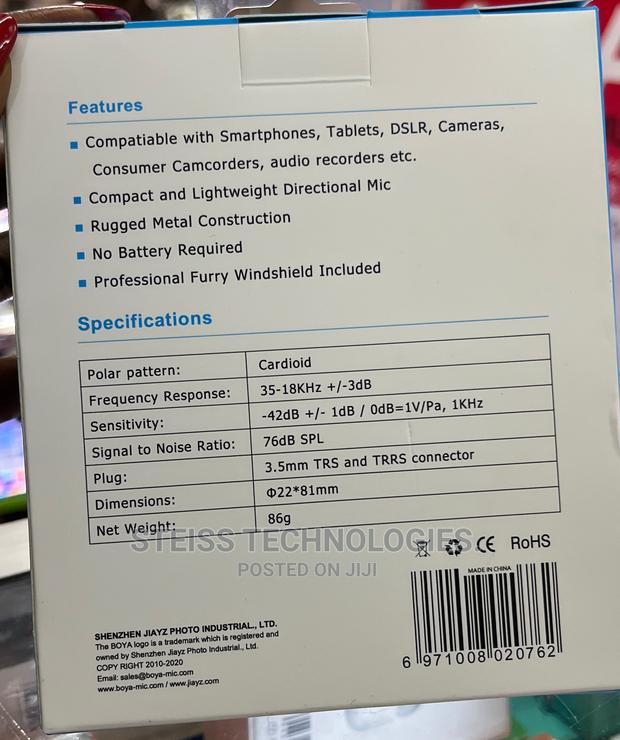 Features
Compatiable with Smartphones, Tablets, DSLR, Cameras,
Consumer Camcorders, audio recorders etc.
Compact and Lightweight Directional Mic
Rugged Metal Construction
No Battery Required
Professional Furry Windshield Included
Specifications
Polar pattern: Cardioid
Frequency Response: 35-18KHz +/-3dB
Sensitivity: -42dB +/- 1dB / 0dB=1V/Pa, 1KHz
Signal to Noise Ratio: 76dB SPL
Plug: 3.5mm TRS and TRRS connector
Dimensions: Φ22*81mm
Net Weight: 86g
STEISS TECHNOLOGIES
POSTED ON JIJI
CE RoHS
MADE IN CHINA
6 971008 020762
SHENZHEN JIAYZ PHOTO INDUSTRIAL., LTD.
The BOYA logo is a trademark which is registered and
owned by Shenzhen Jiayz Photo Industrial., Ltd.
COPY RIGHT 2010-2020
Email: sales@boya-mic.com
www.boya-mic.com / www.jiayz.com